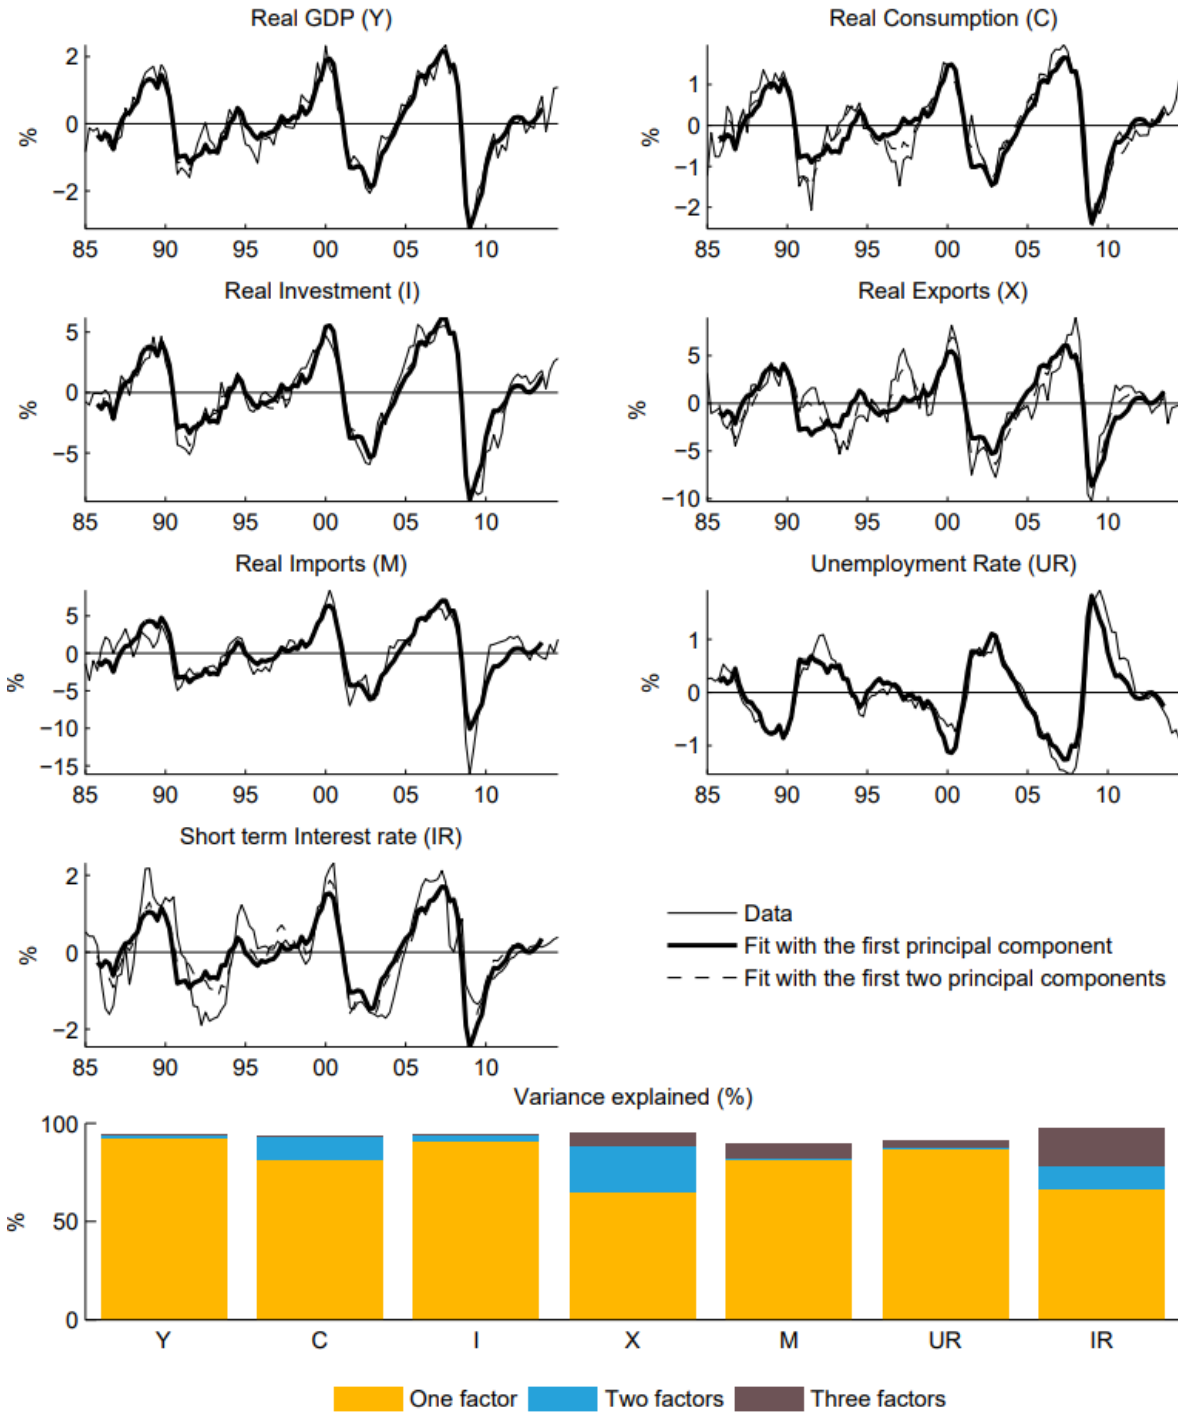 Real GDP (Y)
2
0
−2
%
85 90 95 00 05 10
Real Consumption (C)
1
0
−1
−2
%
85 90 95 00 05 10
Real Investment (I)
5
0
−5
%
85 90 95 00 05 10
Real Exports (X)
5
0
−5
−10
%
85 90 95 00 05 10
Real Imports (M)
5
0
−5
−10
−15
%
85 90 95 00 05 10
Unemployment Rate (UR)
1
0
−1
%
85 90 95 00 05 10
Short term Interest rate (IR)
2
0
−2
%
85 90 95 00 05 10
Data
Fit with the first principal component
Fit with the first two principal components
Variance explained (%)
100
50
0
%
Y C I X M UR IR
One factor Two factors Three factors